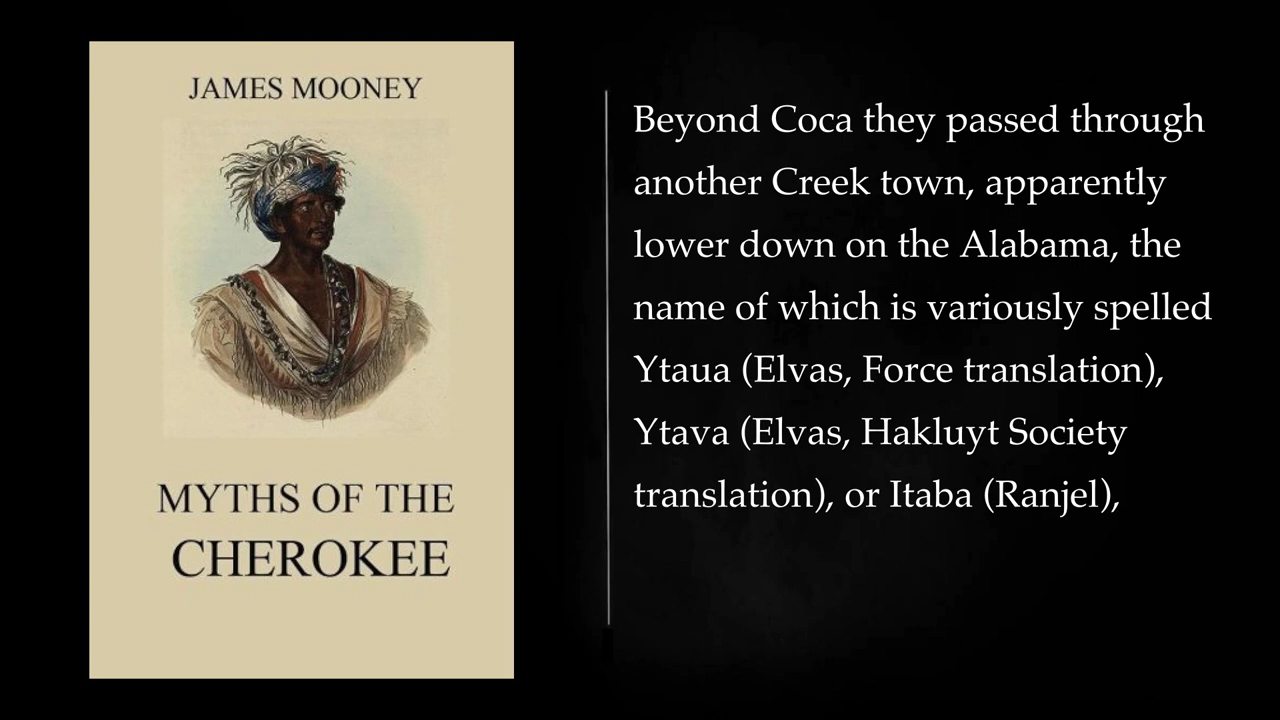 JAMES MOONEY
MYTHS OF THE
CHEROKEE
Beyond Coca they passed through
another Creek town, apparently
lower down on the Alabama, the
name of which is variously spelled
Ytaua (Elvas, Force translation),
Ytava (Elvas, Hakluyt Society
translation), or Itaba (Ranjel),